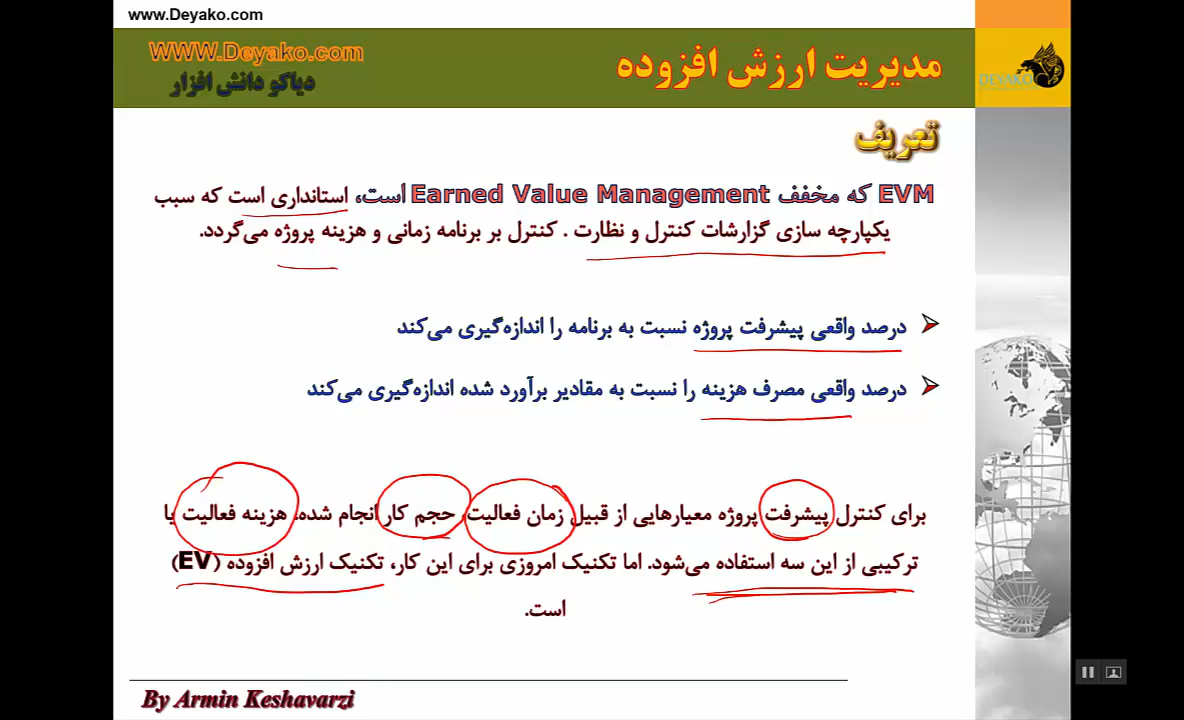 www.Deyako.com
WWW.Deyako.com
دیاکو دانش افزار
مدیریت ارزش افزوده
DEYAKO
تعریف
EVM که مخفف Earned Value Management است، استانداری است که سبب
یکپارچه سازی گزارشات کنترل و نظارت . کنترل بر برنامه زمانی و هزینه پروژه می‌گردد.
درصد واقعی پیشرفت پروژه نسبت به برنامه را اندازه‌گیری می‌کند
درصد واقعی مصرف هزینه را نسبت به مقادیر برآورد شده اندازه‌گیری می‌کند
برای کنترل پیشرفت پروژه معیارهایی از قبیل زمان فعالیت، حجم کار انجام شده، هزینه فعالیت یا
ترکیبی از این سه استفاده می‌شود. اما تکنیک امروزی برای این کار، تکنیک ارزش افزوده (EV)
است.
By Armin Keshavarzi